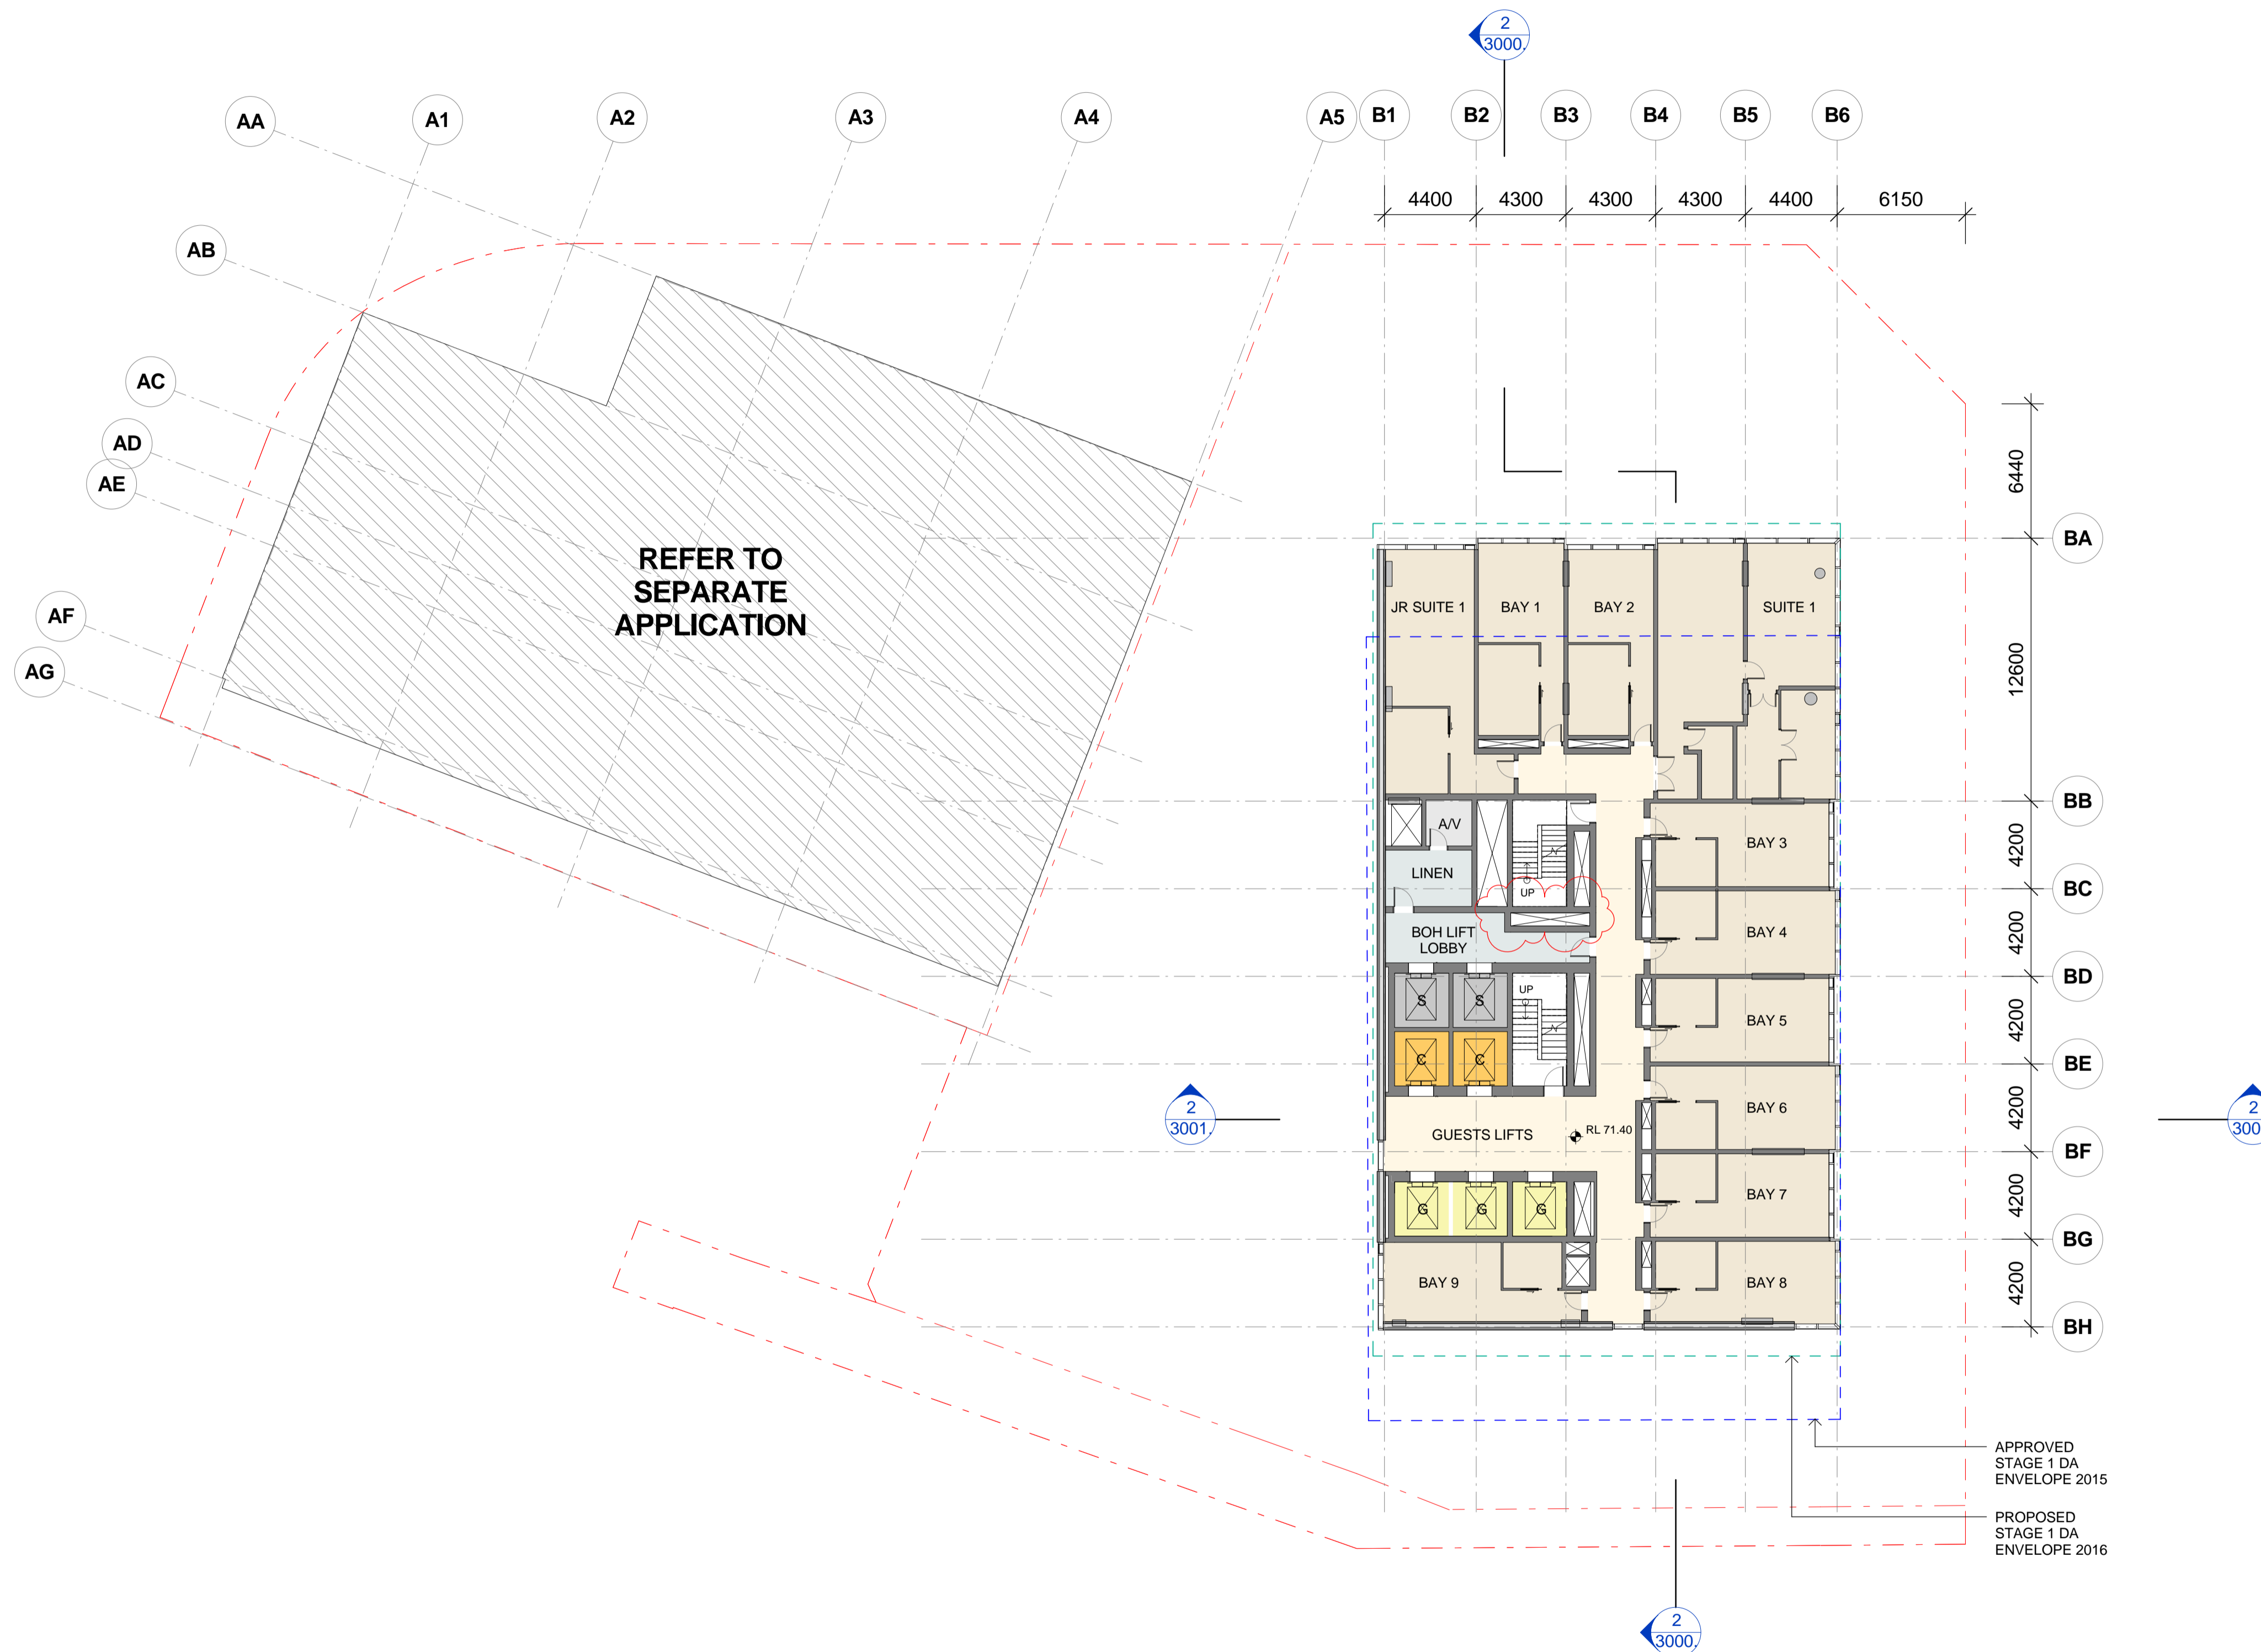 2
3000.
AA
A1
A2
A3
A4
A5
B1
B2
B3
B4
B5
B6
4400
4300
4300
4300
4400
6150
AB
AC
AD
AE
AF
AG
REFER TO
SEPARATE
APPLICATION
6440
BA
12600
BB
4200
BC
4200
BD
4200
BE
4200
BF
4200
BG
4200
BH
JR SUITE 1
BAY 1
BAY 2
SUITE 1
A/V
LINEN
UP
BAY 3
BOH LIFT
LOBBY
BAY 4
S
S
UP
BAY 5
C
C
BAY 6
2
3001.
GUESTS LIFTS
RL 71.40
2
300
BAY 7
G
G
G
BAY 9
BAY 8
APPROVED
STAGE 1 DA
ENVELOPE 2015
PROPOSED
STAGE 1 DA
ENVELOPE 2016
2
3000.